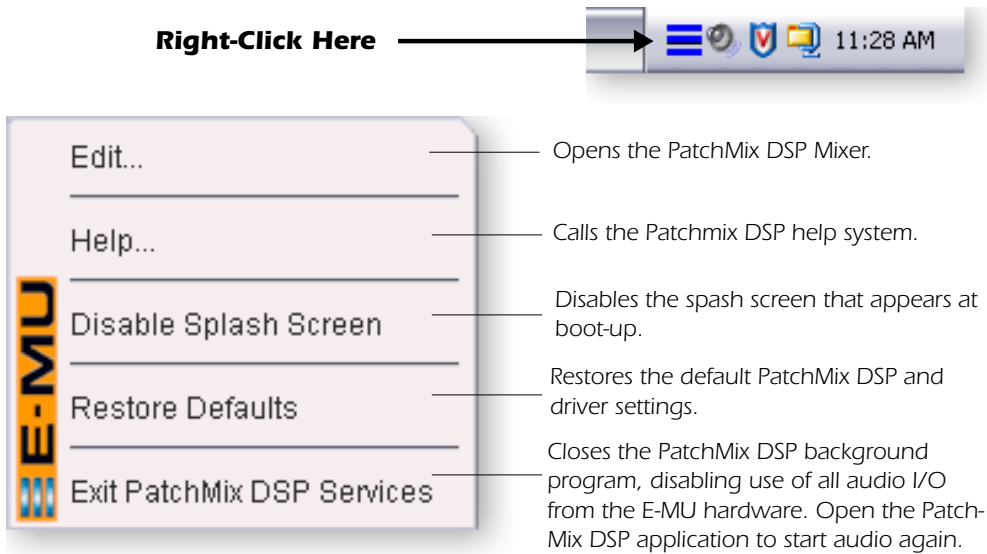 Right-Click Here
11:28 AM
Edit...
Opens the PatchMix DSP Mixer.
Help...
Calls the Patchmix DSP help system.
Disable Splash Screen
Disables the spash screen that appears at
boot-up.
Restore Defaults
Restores the default PatchMix DSP and
driver settings.
Exit PatchMix DSP Services
Closes the PatchMix DSP background
program, disabling use of all audio I/O
from the E-MU hardware. Open the Patch-
Mix DSP application to start audio again.
E-MU